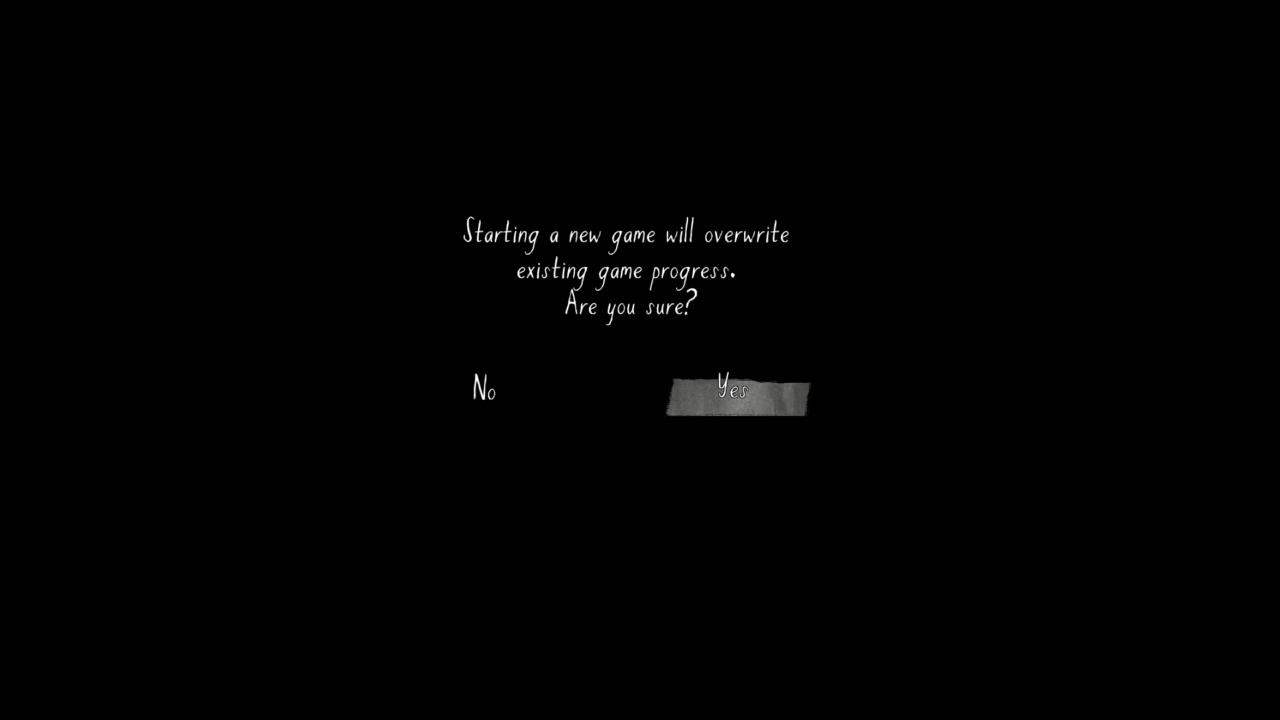 Starting a new game will overwrite
existing game progress.
Are you sure?
No
Yes